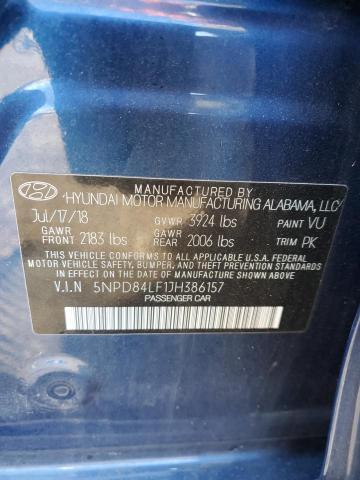 MANUFACTURED BY
HYUNDAI MOTOR MANUFACTURING ALABAMA, LLC
Jul/17/18 GVWR 3924 lbs PAINT VU
GAWR FRONT 2183 lbs GAWR REAR 2006 lbs TRIM PK
THIS VEHICLE CONFORMS TO ALL APPLICABLE U.S.A. FEDERAL
MOTOR VEHICLE SAFETY, BUMPER, AND THEFT PREVENTION
STANDARDS IN EFFECT ON THE DATE OF MANUFACTURE SHOWN ABOVE.
V.I.N 5NPD84LF1JH386157
PASSENGER CAR